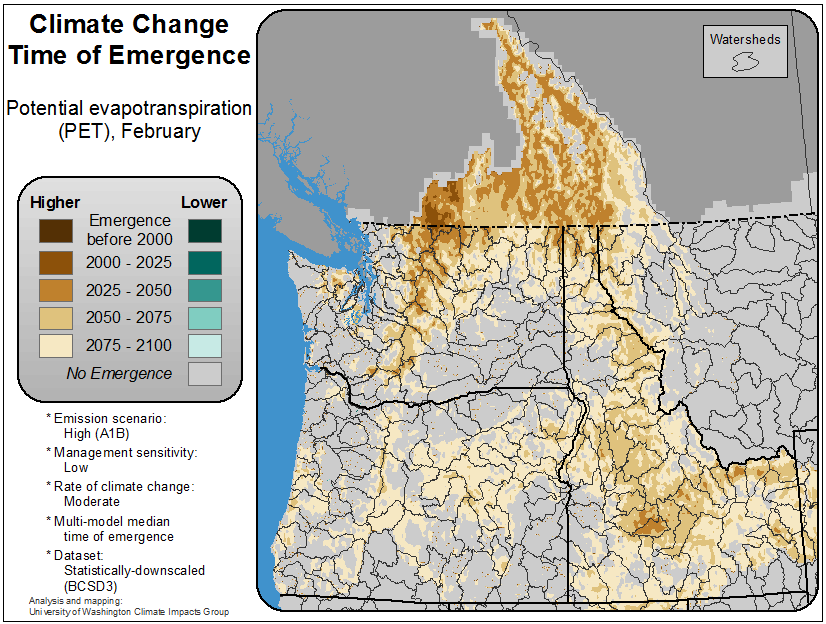 Climate Change
Time of Emergence
Potential evapotranspiration
(PET), February
Higher
Lower
Emergence
before 2000
2000 - 2025
2025 - 2050
2050 - 2075
2075 - 2100
No Emergence
* Emission scenario:
High (A1B)
* Management sensitivity:
Low
* Rate of climate change:
Moderate
* Multi-model median
time of emergence
* Dataset:
Statistically-downscaled
(BCSD3)
Analysis and mapping:
University of Washington Climate Impacts Group
Watersheds